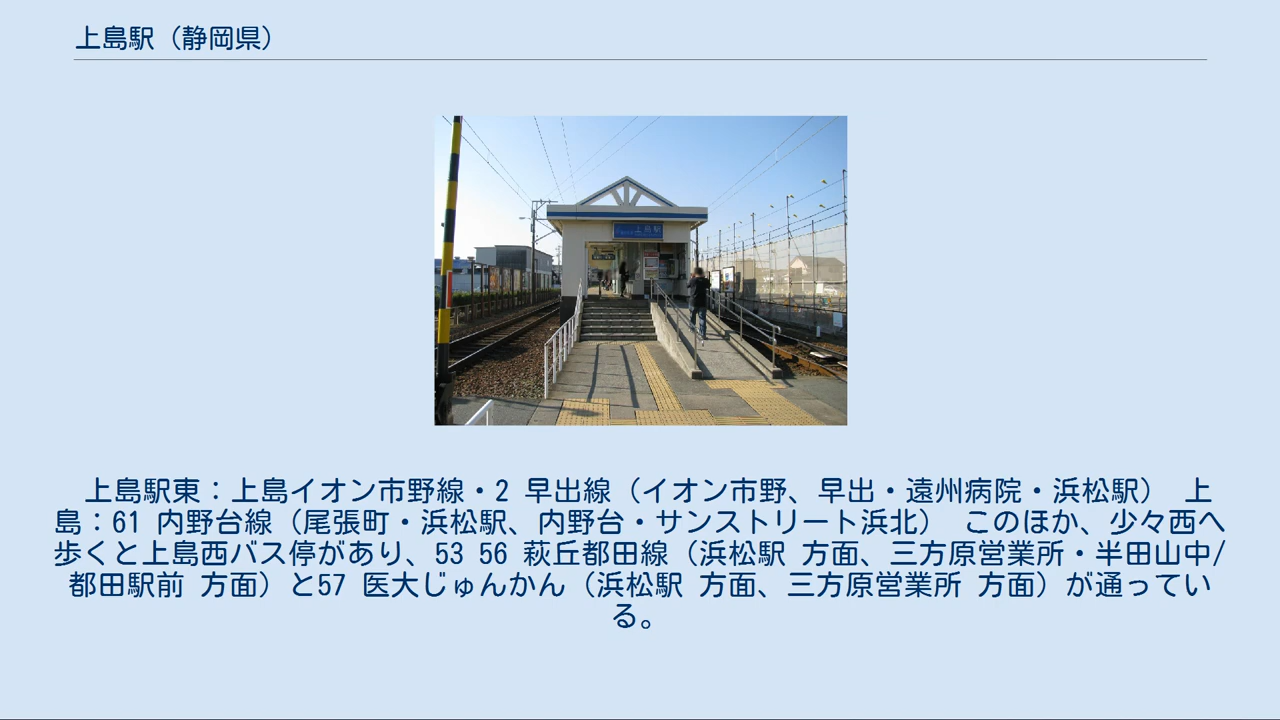 上島駅（静岡県）
上島駅
上島駅東：上島イオン市野線・2 早出線（イオン市野、早出・遠州病院・浜松駅） 上
島：61 内野台線（尾張町・浜松駅、内野台・サンストリート浜北） このほか、少々西へ
歩くと上島西バス停があり、53 56 萩丘都田線（浜松駅 方面、三方原営業所・半田山中/
都田駅前 方面）と57 医大じゅんかん（浜松駅 方面、三方原営業所 方面）が通ってい
る。